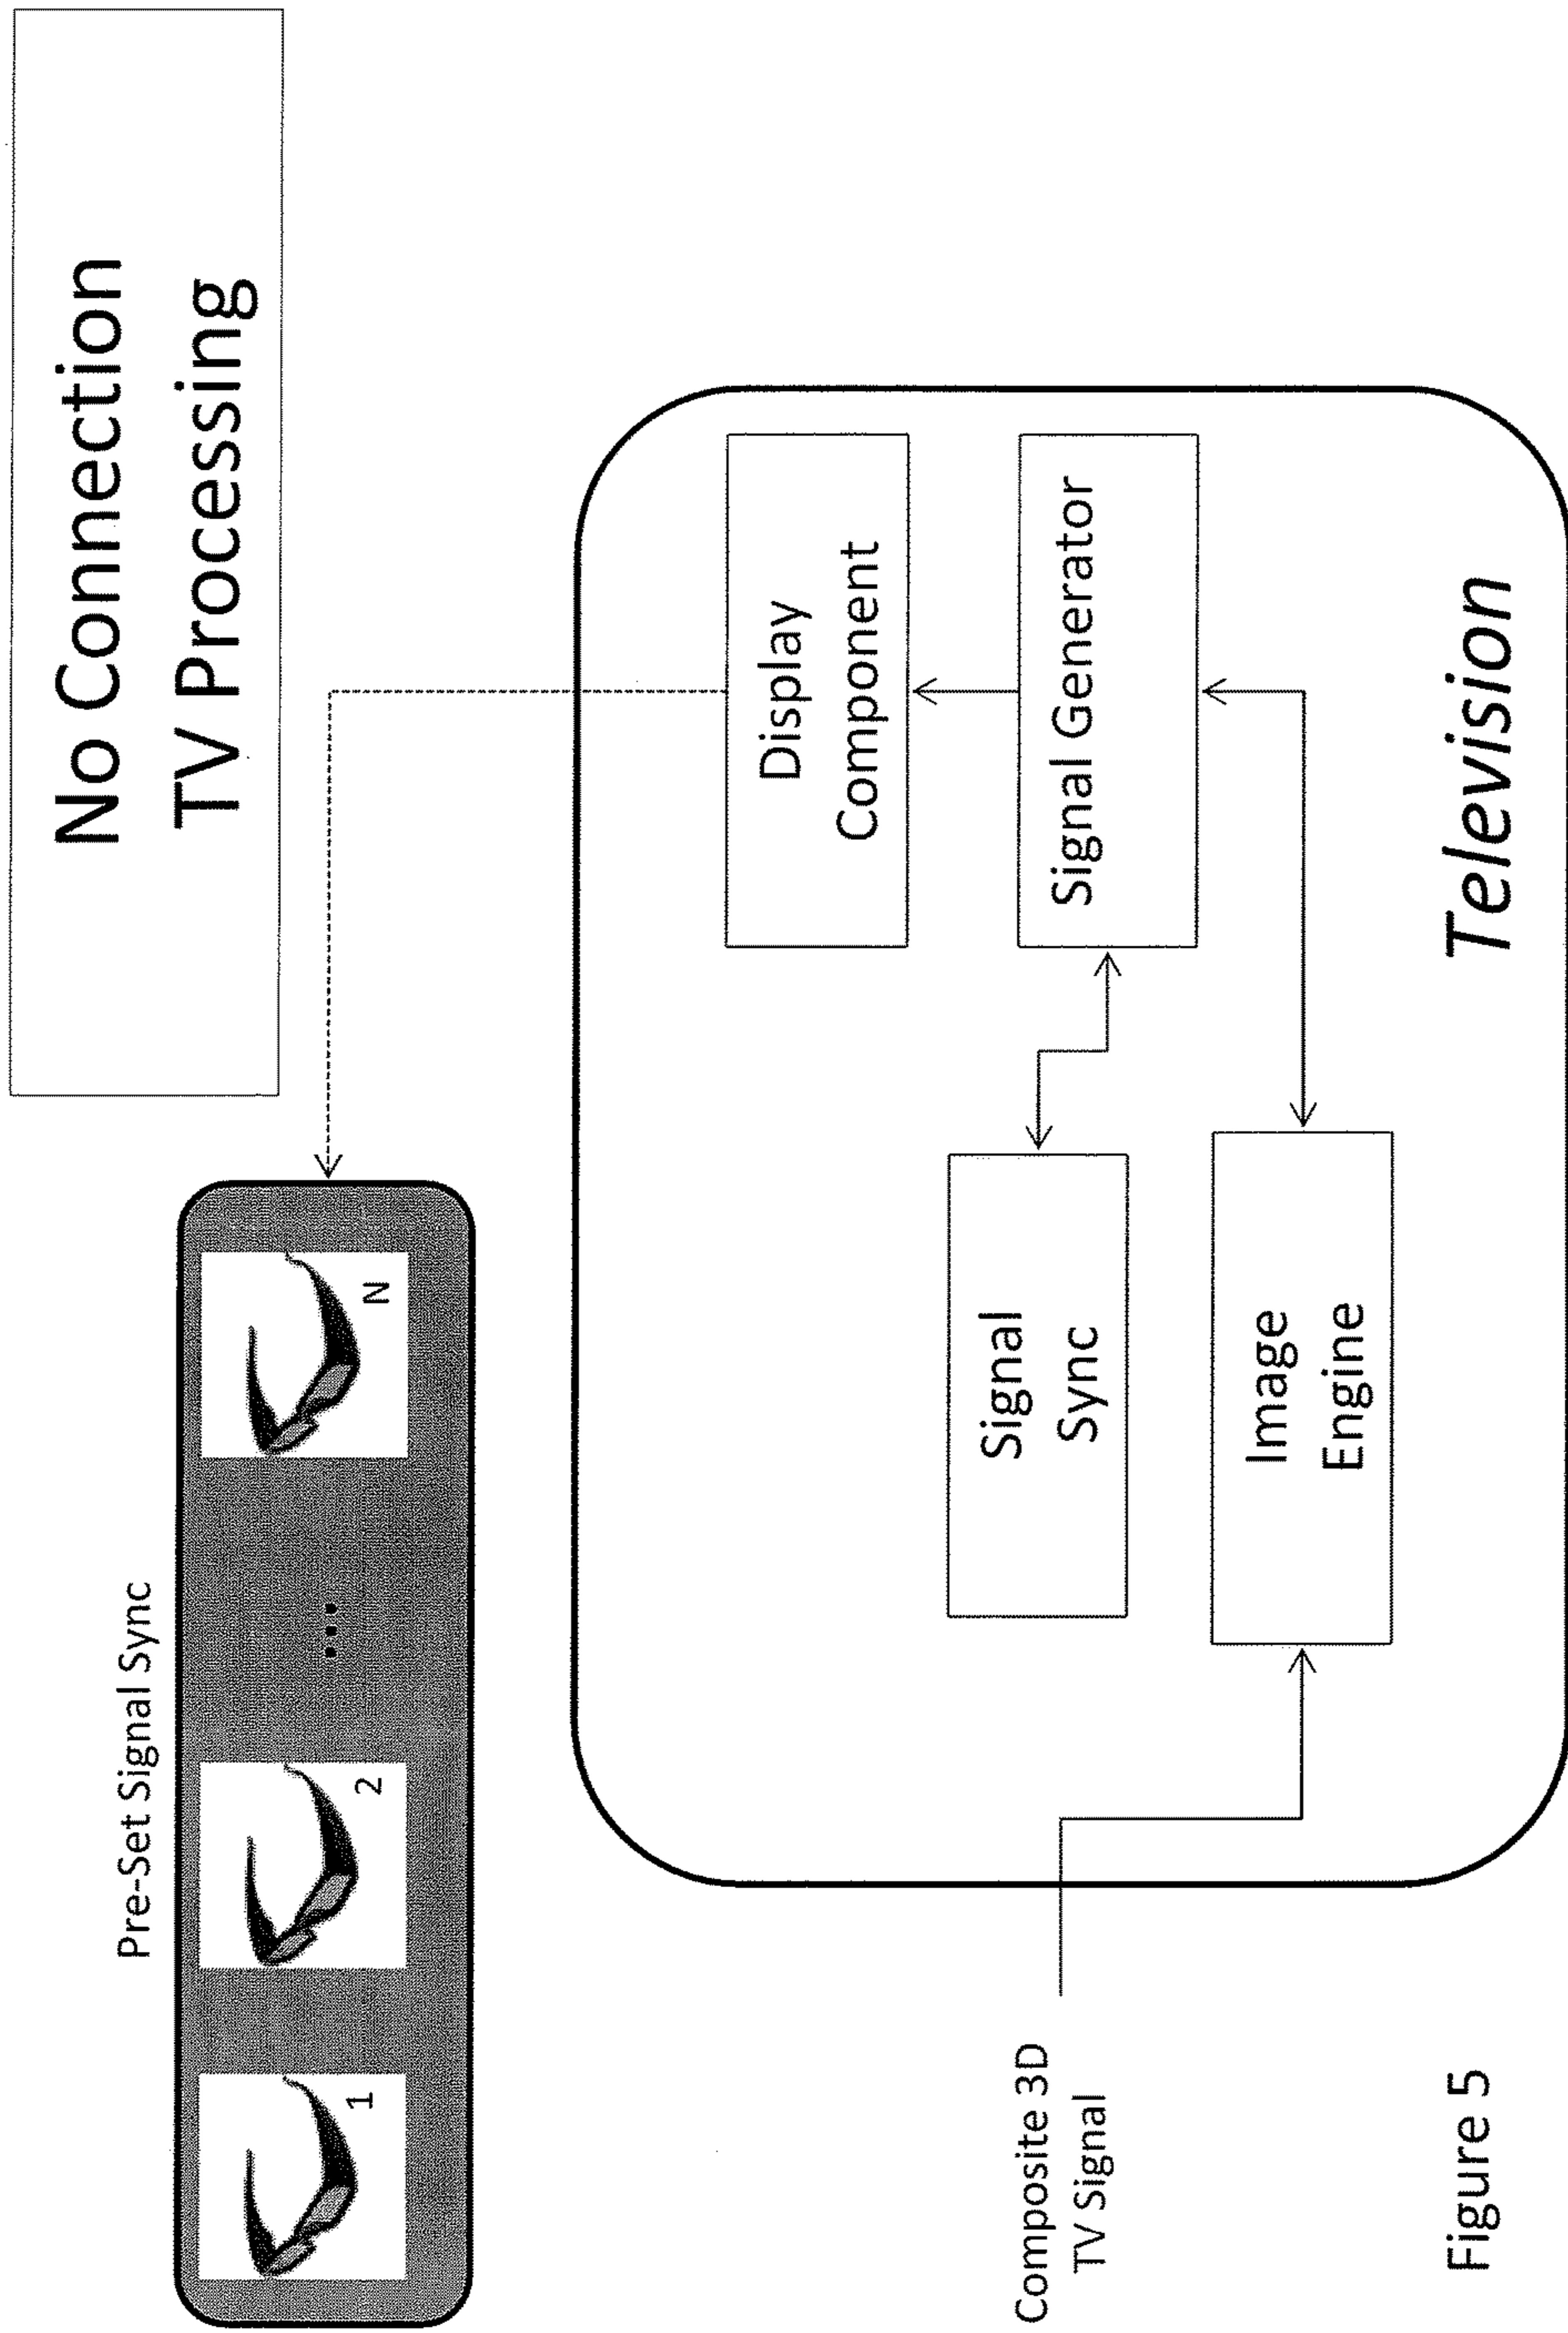 No Connection
TV Processing
Pre-Set Signal Sync
1
2
...
N
Display
Component
Signal
Sync
Signal Generator
Composite 3D
TV Signal
Image
Engine
Television
Figure 5